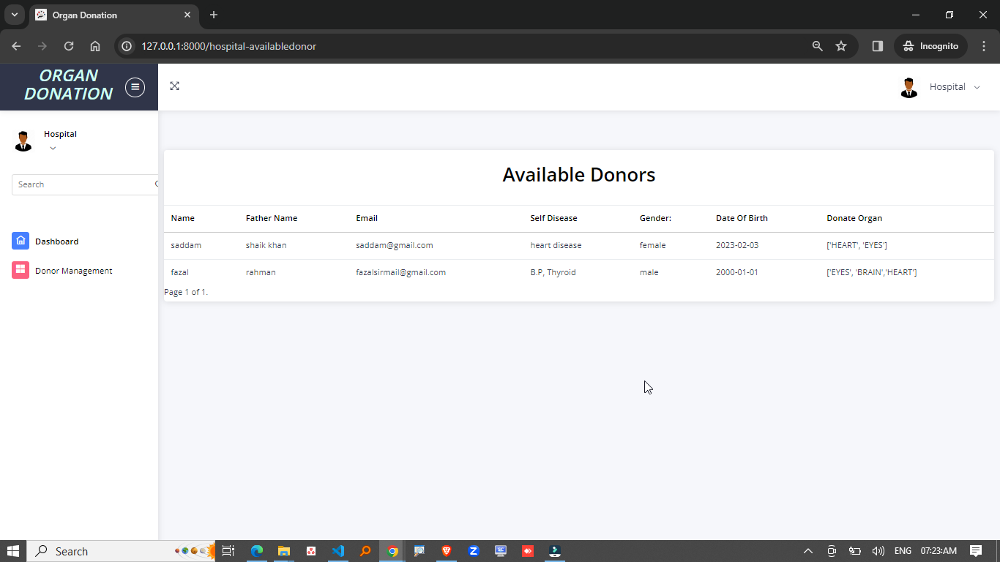 Organ Donation
127.0.0.1:8000/hospital-availabledonor
Incognito
ORGAN
DONATION
Hospital
Hospital
Search
Dashboard
Donor Management
Available Donors
Name Father Name Email Self Disease Gender: Date Of Birth Donate Organ
saddam shaik khan saddam@gmail.com heart disease female 2023-02-03 ['HEART', 'EYES']
fazal rahman fazalsirmail@gmail.com B.P, Thyroid male 2000-01-01 ['EYES', 'BRAIN','HEART']
Page 1 of 1.
Search
ENG 07:23:AM